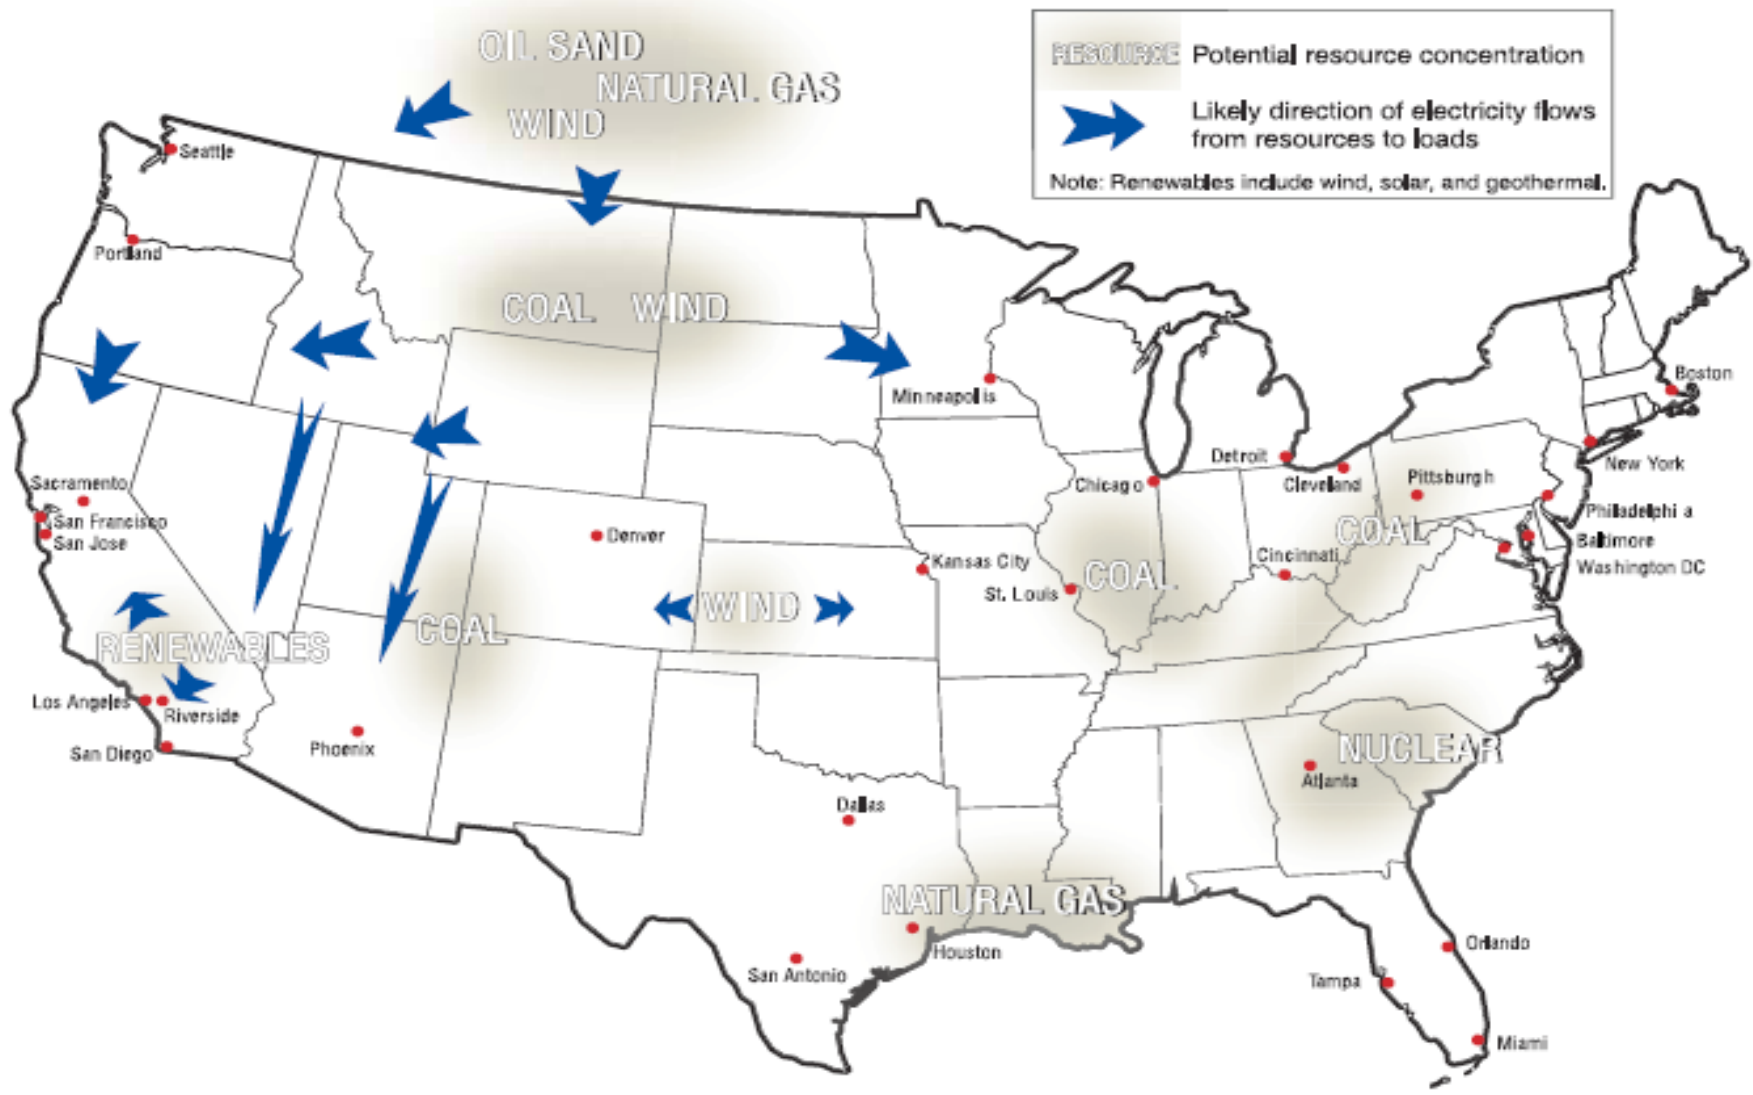 OIL SAND
NATURAL GAS
WIND
RESOURCE Potential resource concentration
Likely direction of electricity flows
from resources to loads
Note: Renewables include wind, solar, and geothermal.
Seattle
Portland
COAL WIND
Minneapolis
Boston
New York
Detroit
Cleveland
Pittsburgh
Chicago
Sacramento
San Francisco
San Jose
Denver
Philadelphi a
COAL
Baltimore
Washington DC
Kansas City
Cincinnati
COAL
St. Louis
WIND
COAL
RENEWABLES
Los Angeles
Riverside
San Diego
Phoenix
NUCLEAR
Atlanta
Dallas
NATURAL GAS
Houston
San Antonio
Orlando
Tampa
Miami